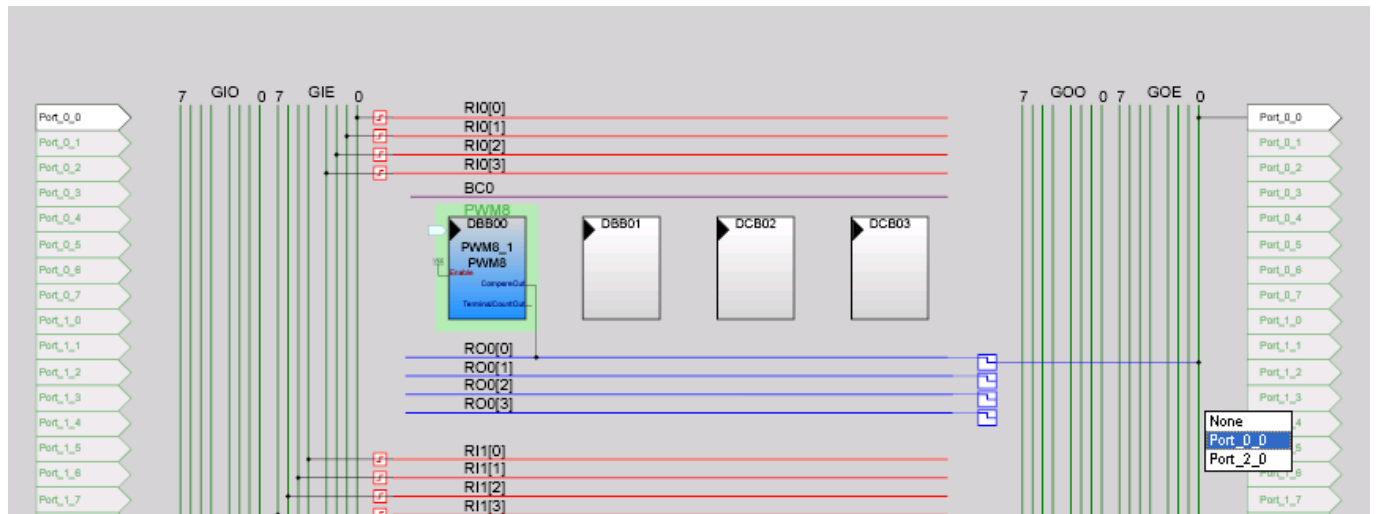 7 GIO 0 7 GIE 0
7 GOO 0 7 GOE 0
Port_0_0
Port_0_1
Port_0_2
Port_0_3
Port_0_4
Port_0_5
Port_0_6
Port_0_7
Port_1_0
Port_1_1
Port_1_2
Port_1_3
Port_1_4
Port_1_5
Port_1_6
Port_1_7
RI0[0]
RI0[1]
RI0[2]
RI0[3]
BC0
PWM8
DBB00
PWM8_1
PWM8
Enable
CompareOut
TerminalCountOut
DBB01
DCB02
DCB03
RO0[0]
RO0[1]
RO0[2]
RO0[3]
RI1[0]
RI1[1]
RI1[2]
RI1[3]
Port_0_0
Port_0_1
Port_0_2
Port_0_3
Port_0_4
Port_0_5
Port_0_6
Port_0_7
Port_1_0
Port_1_1
Port_1_2
Port_1_3
_4
_5
Port_1_6
Port_1_7
None
Port_0_0
Port_2_0